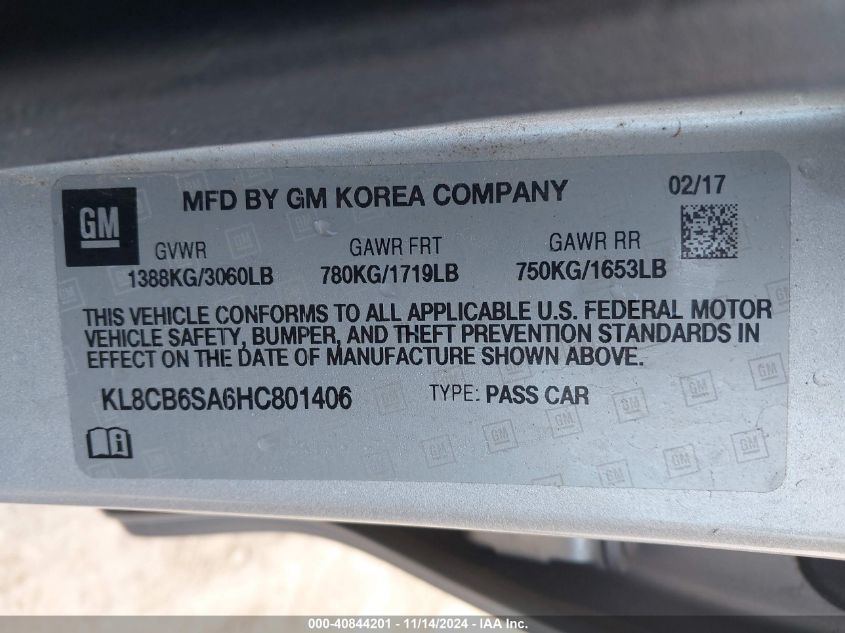 GM
MFD BY GM KOREA COMPANY
02/17
GVWR GAWR FRT GAWR RR
1388KG/3060LB 780KG/1719LB 750KG/1653LB
THIS VEHICLE CONFORMS TO ALL APPLICABLE U.S. FEDERAL MOTOR
VEHICLE SAFETY, BUMPER, AND THEFT PREVENTION STANDARDS IN
EFFECT ON THE DATE OF MANUFACTURE SHOWN ABOVE.
KL8CB6SA6HC801406 TYPE: PASS CAR
000-40844201 - 11/14/2024 - IAA Inc.